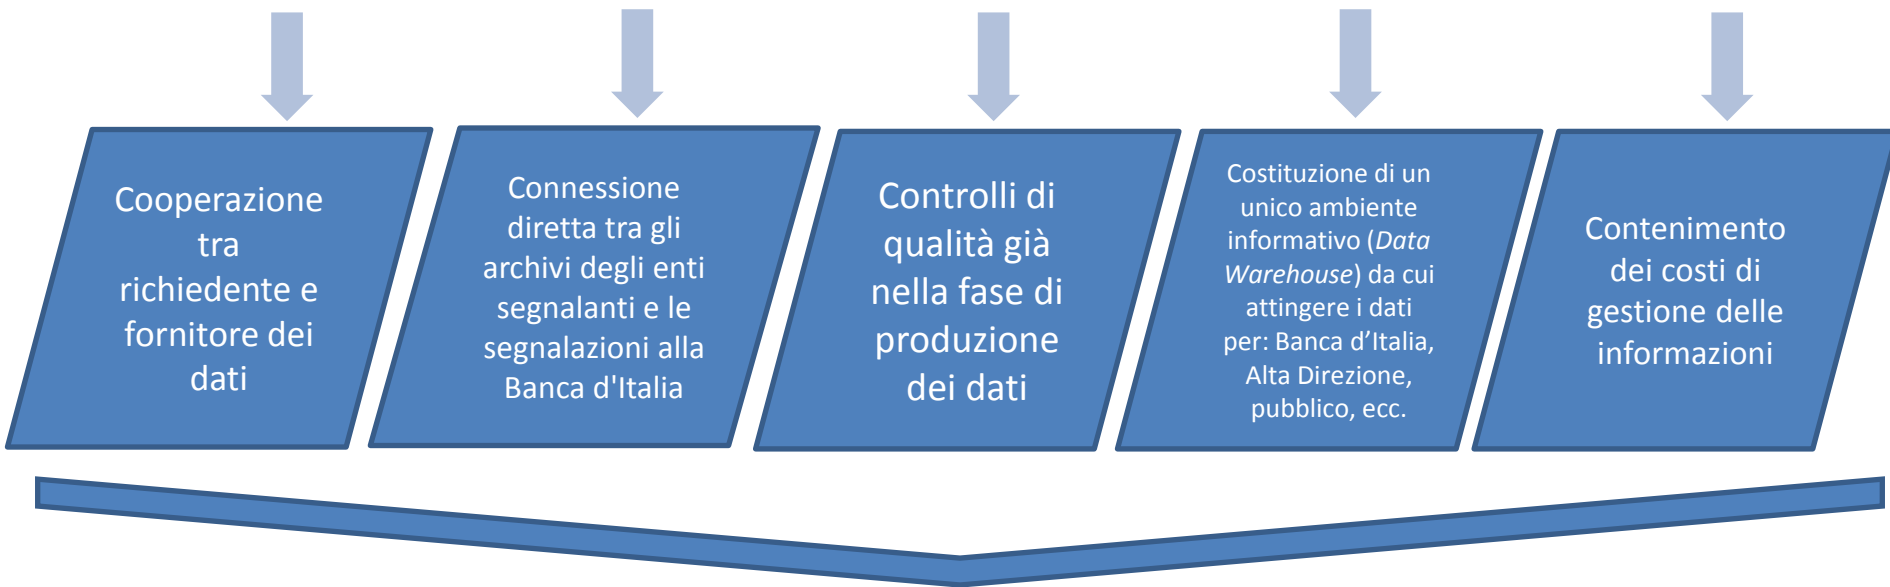 Cooperazione
tra
richiedente e
fornitore dei
dati
Connessione
diretta tra gli
archivi degli enti
segnalanti e le
segnalazioni alla
Banca d'Italia
Controlli di
qualità già
nella fase di
produzione
dei dati
Costituzione di un
unico ambiente
informativo (Data
Warehouse) da cui
attingere i dati
per: Banca d’Italia,
Alta Direzione,
pubblico, ecc.
Contenimento
dei costi di
gestione delle
informazioni